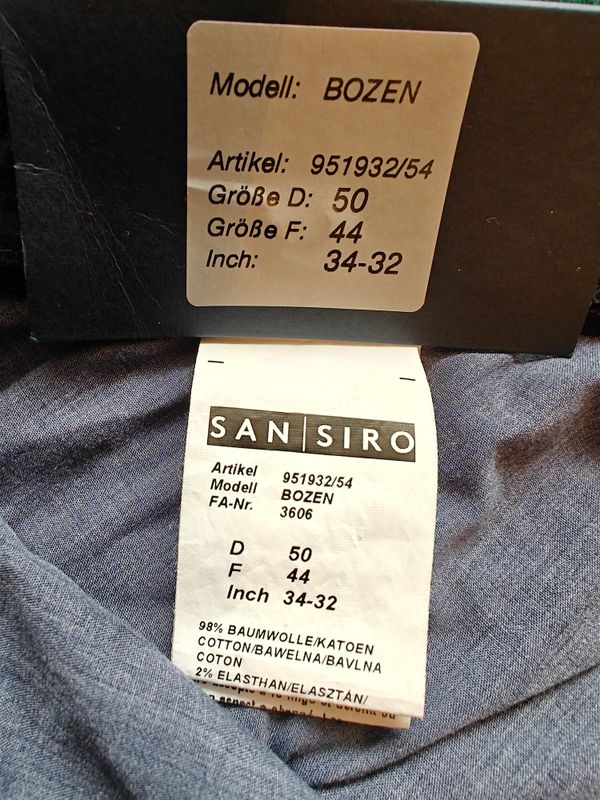 Modell: BOZEN
Artikel: 951932/54
Größe D: 50
Größe F: 44
Inch: 34-32
SAN|SIRO
Artikel 951932/54
Modell BOZEN
FA-Nr. 3606
D 50
F 44
Inch 34-32
98% BAUMWOLLE/KATOEN
COTTON/BAWELNA/BAVLNA
COTON
2% ELASTHAN/ELASZTÁN/